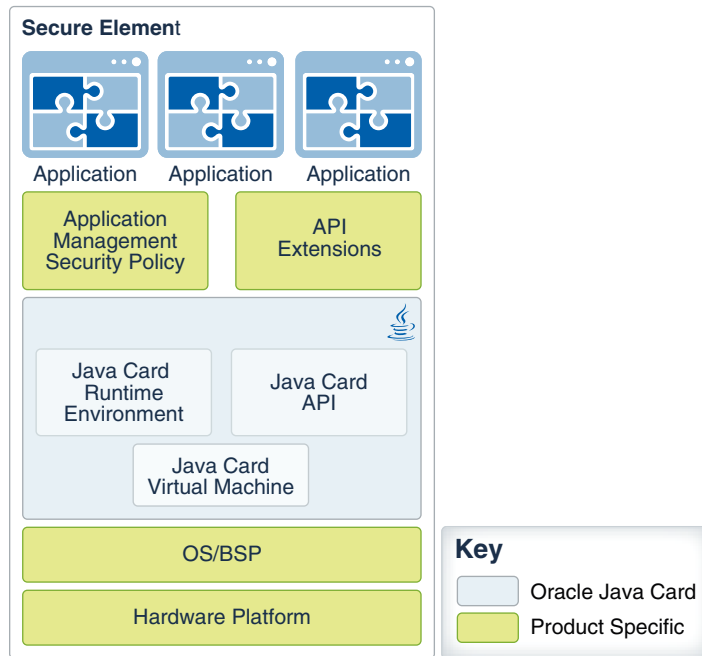 Secure Element
Application
Application
Application
Application
Management
Security Policy
API
Extensions
Java Card
Runtime
Environment
Java Card
API
Java Card
Virtual Machine
OS/BSP
Hardware Platform
Key
Oracle Java Card
Product Specific